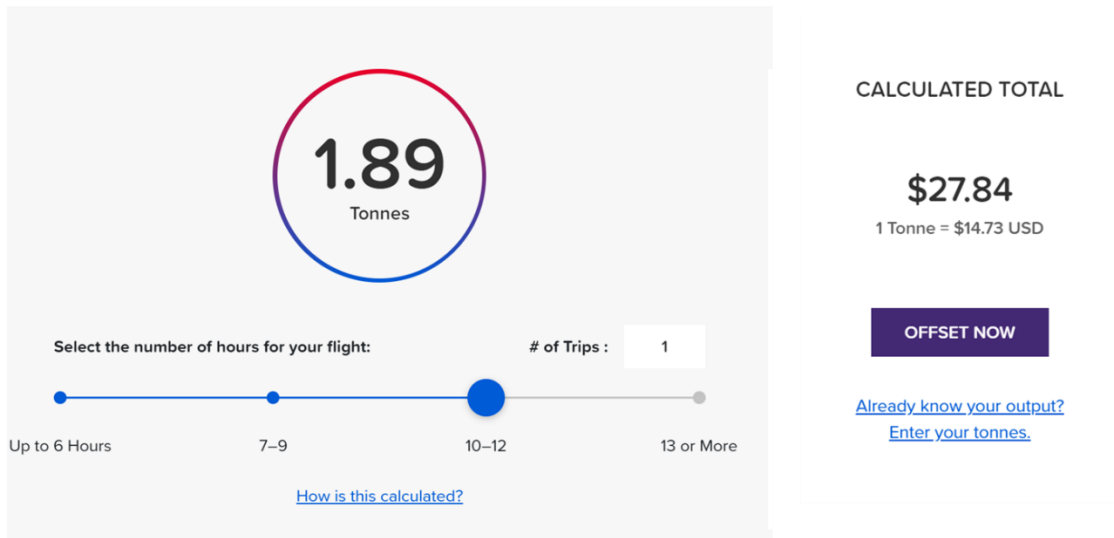 1.89
Tonnes
Select the number of hours for your flight:
# of Trips : 1
Up to 6 Hours
7–9
10–12
13 or More
How is this calculated?
CALCULATED TOTAL
$27.84
1 Tonne = $14.73 USD
OFFSET NOW
Already know your output?
Enter your tonnes.